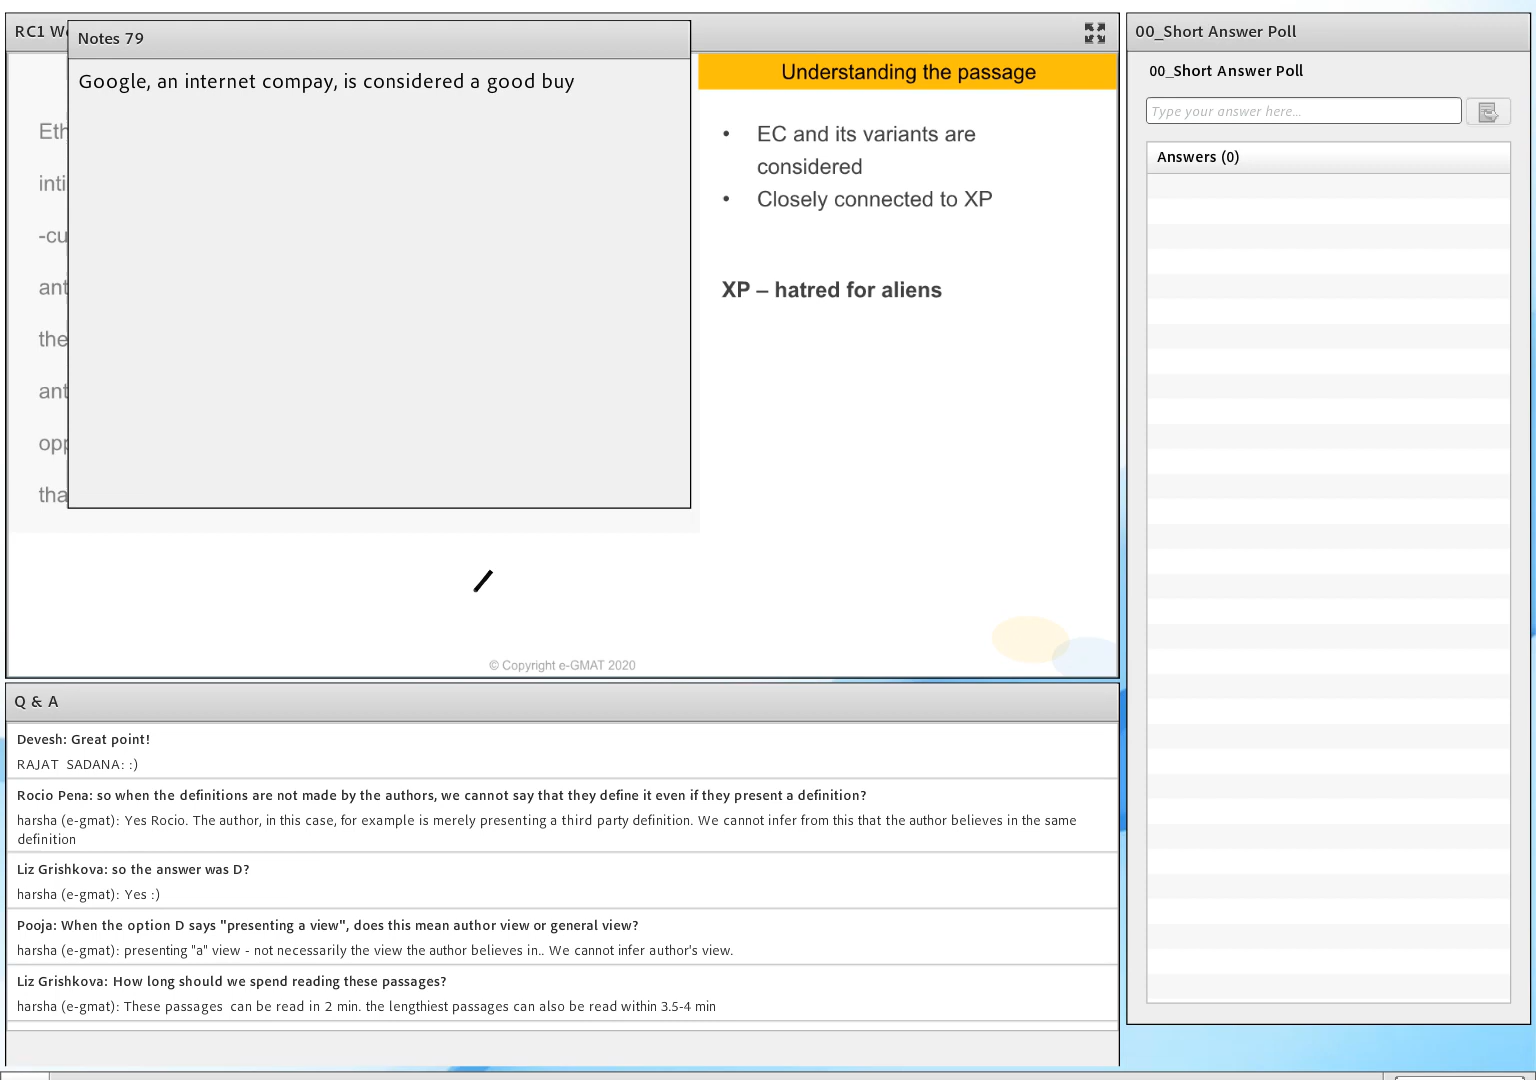 RC1 W
Notes 79
Google, an internet compay, is considered a good buy
Eth
inti
-cu
ant
the
ant
opp
tha
Understanding the passage
• EC and its variants are
considered
• Closely connected to XP
XP – hatred for aliens
© Copyright e-GMAT 2020
00_Short Answer Poll
00_Short Answer Poll
Type your answer here...
Answers (0)
Q & A
Devesh: Great point!
RAJAT SADANA: :)
Rocio Pena: so when the definitions are not made by the authors, we cannot say that they define it even if they present a definition?
harsha (e-gmat): Yes Rocio. The author, in this case, for example is merely presenting a third party definition. We cannot infer from this that the author believes in the same
definition
Liz Grishkova: so the answer was D?
harsha (e-gmat): Yes :)
Pooja: When the option D says "presenting a view", does this mean author view or general view?
harsha (e-gmat): presenting "a" view - not necessarily the view the author believes in.. We cannot infer author's view.
Liz Grishkova: How long should we spend reading these passages?
harsha (e-gmat): These passages can be read in 2 min. the lengthiest passages can also be read within 3.5-4 min